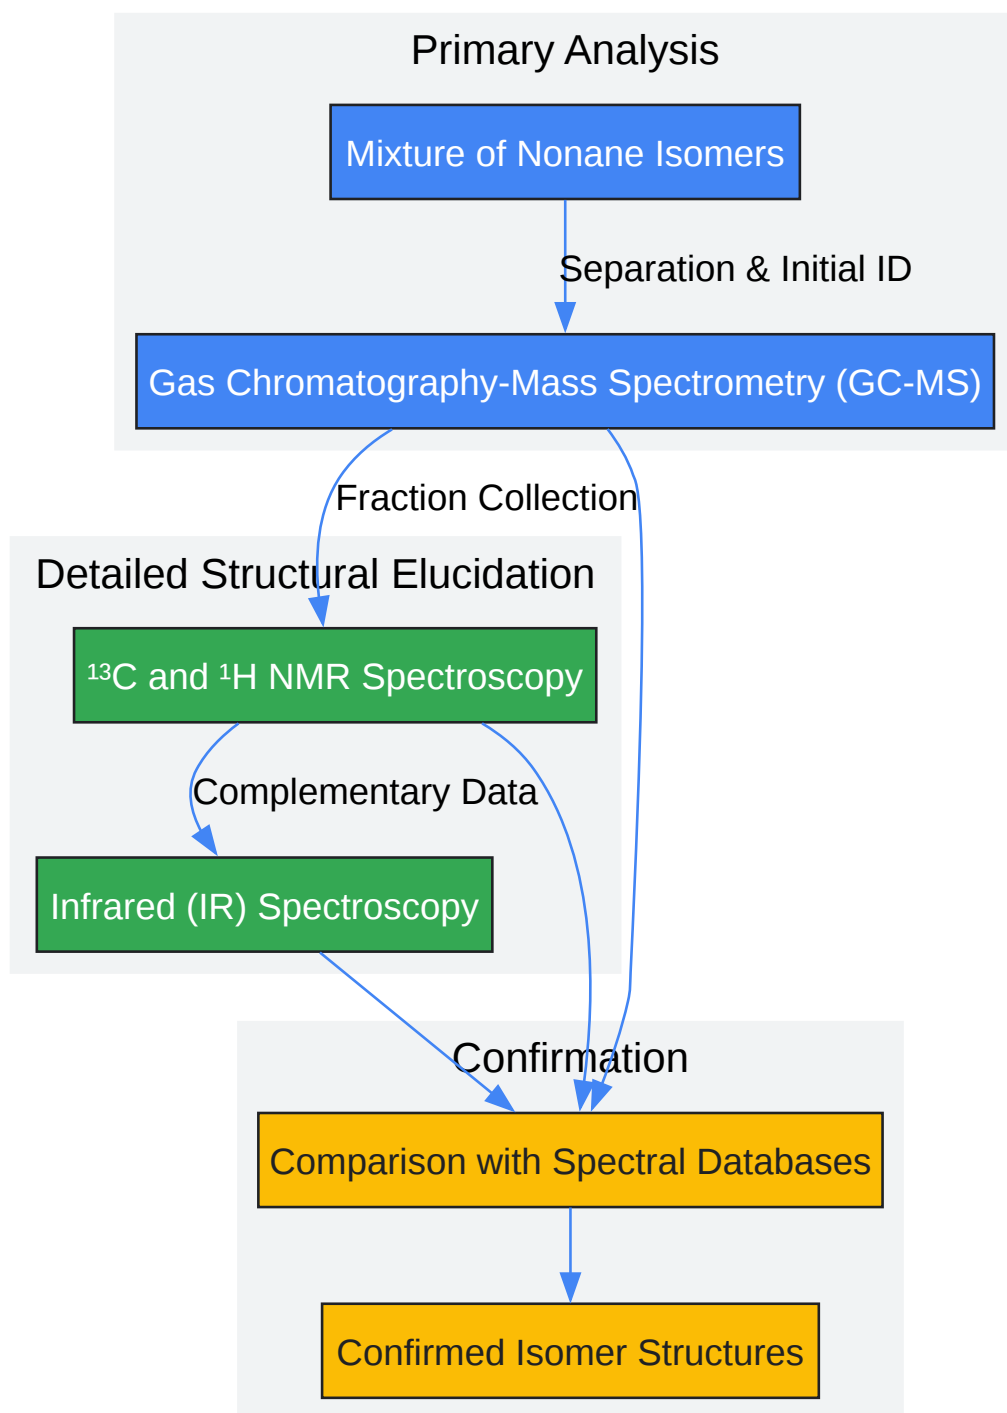 Primary Analysis
Mixture of Nonane Isomers
Separation & Initial ID
Gas Chromatography-Mass Spectrometry (GC-MS)
Fraction Collection
Detailed Structural Elucidation
¹³C and ¹H NMR Spectroscopy
Complementary Data
Infrared (IR) Spectroscopy
Confirmation
Comparison with Spectral Databases
Confirmed Isomer Structures